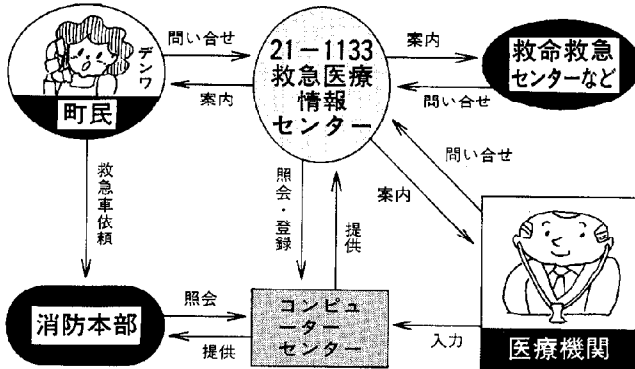 デンワ
町民
問い合せ
案内
21-1133
救急医療
情報
センター
案内
問い合せ
救命救急
センターなど
救急車依頼
照会・登録
提供
問い合せ
案内
消防本部
照会
提供
コンピュ
ーター
センター
入力
医療機関